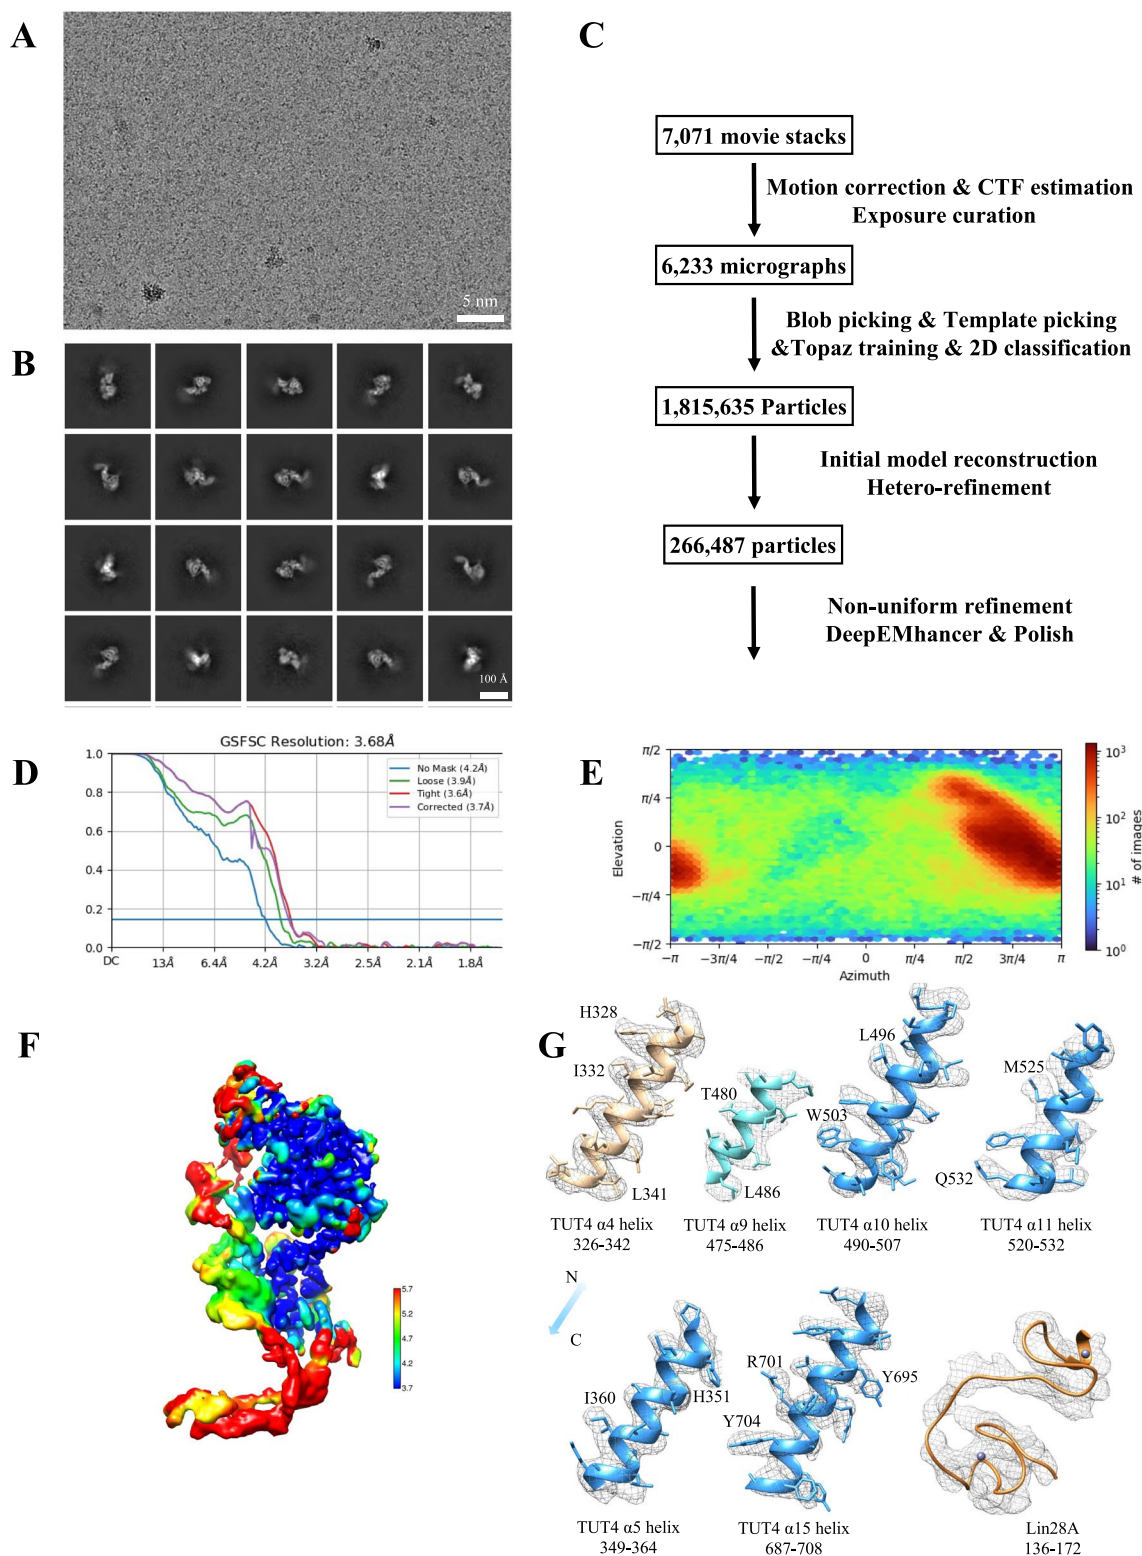 A
5 nm
B
100 Å
C
7,071 movie stacks
Motion correction & CTF estimation
Exposure curation
6,233 micrographs
Blob picking & Template picking
&Topaz training & 2D classification
1,815,635 Particles
Initial model reconstruction
Hetero-refinement
266,487 particles
Non-uniform refinement
DeepEMhancer & Polish
D
GSFSC Resolution: 3.68Å
No Mask (4.2Å)
Loose (3.9Å)
Tight (3.6Å)
Corrected (3.7Å)
1.0
0.8
0.6
0.4
0.2
0.0
DC 13Å 6.4Å 4.2Å 3.2Å 2.5Å 2.1Å 1.8Å
E
π/2
π/4
0
−π/4
−π/2
Elevation
−π −3π/4 −π/2 −π/4 0 π/4 π/2 3π/4 π
Azimuth
10³
10²
10¹
10⁰
# of images
F
5.7
5.2
4.7
4.2
3.7
G
H328
I332
L341
TUT4 α4 helix
326-342
T480
L486
TUT4 α9 helix
475-486
L496
W503
TUT4 α10 helix
490-507
M525
Q532
TUT4 α11 helix
520-532
N
C
I360
H351
TUT4 α5 helix
349-364
R701
Y695
Y704
TUT4 α15 helix
687-708
Lin28A
136-172